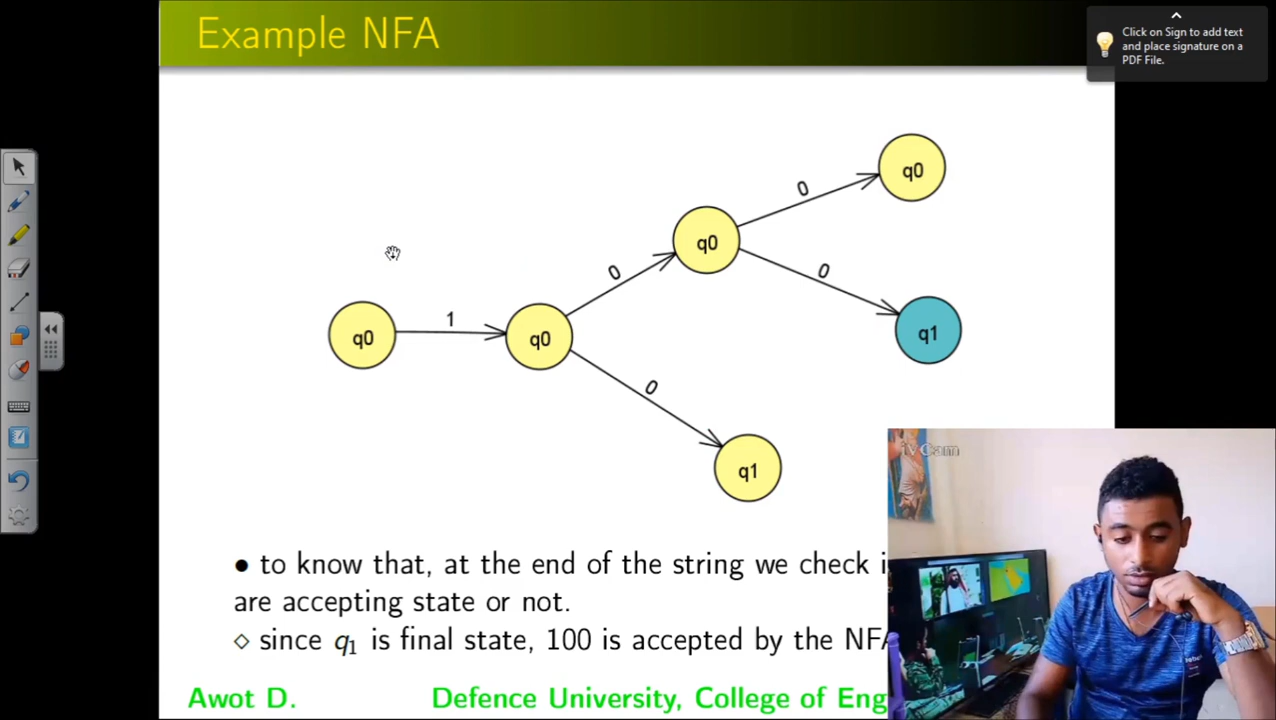 Example NFA
Click on Sign to add text
and place signature on a
PDF File.
q0
0
q0
0
0
q1
1
q0
q0
0
q1
iVCam
• to know that, at the end of the string we check i
are accepting state or not.
◇ since q₁ is final state, 100 is accepted by the NFA
Awot D.
Defence University, College of Eng